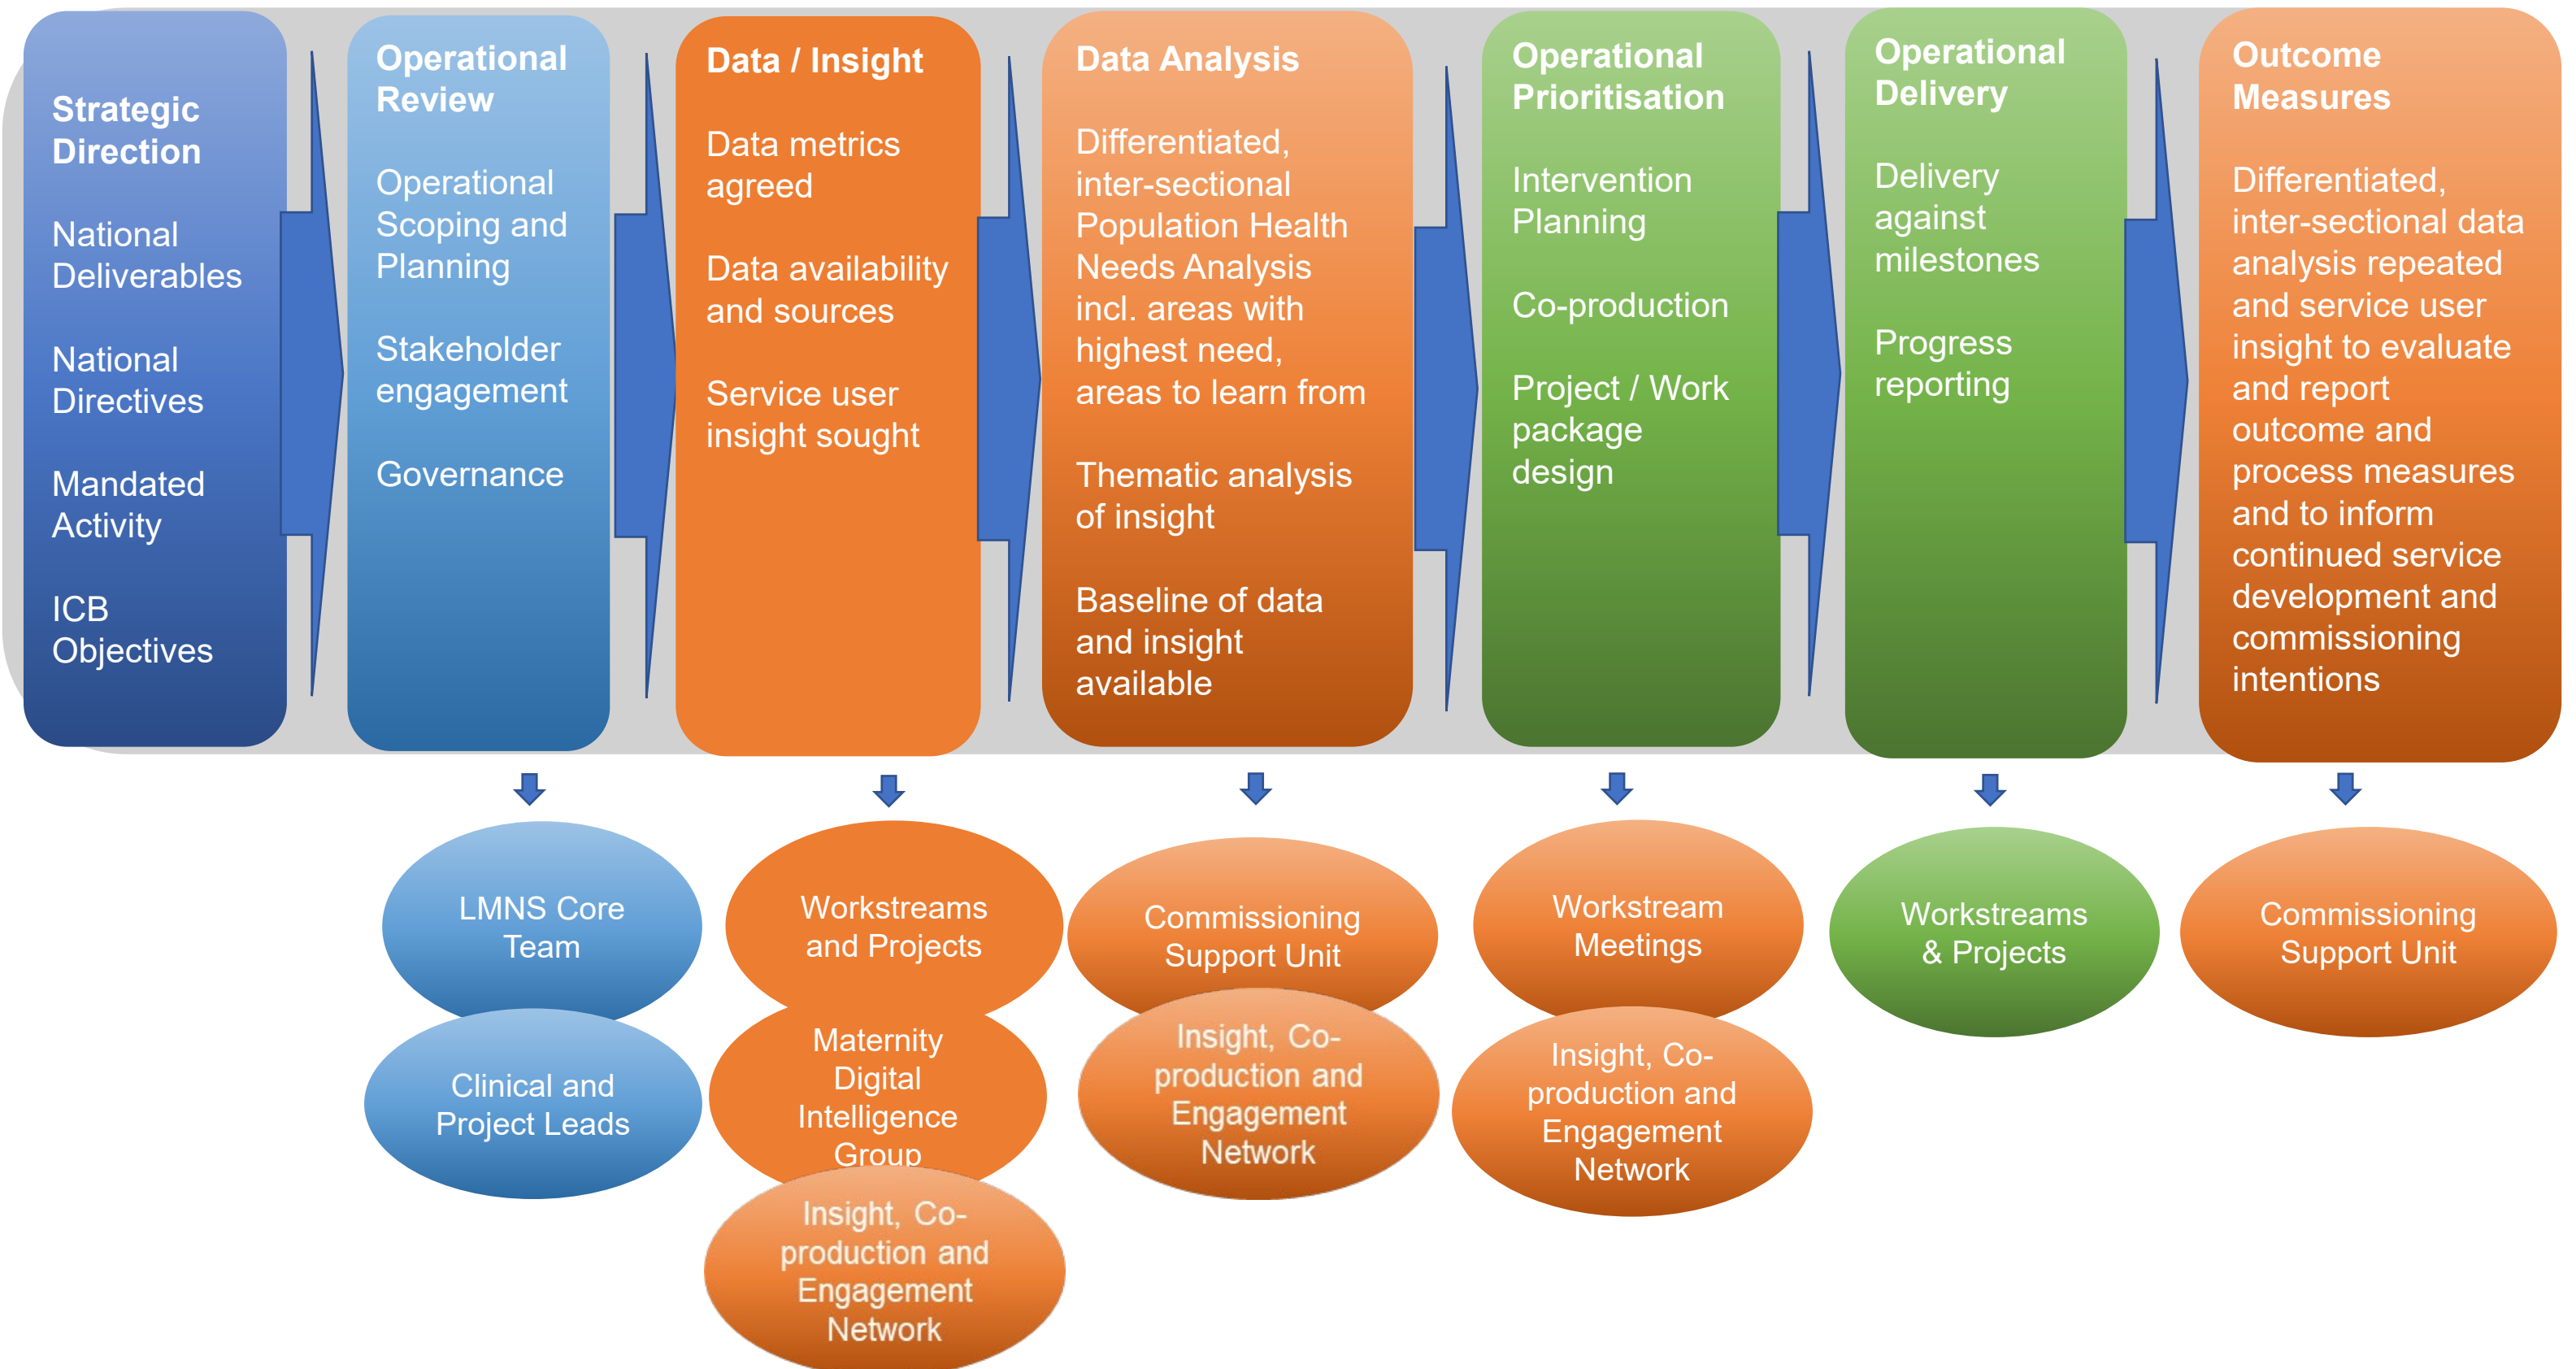 Strategic
Direction
National
Deliverables
National
Directives
Mandated
Activity
ICB
Objectives
Operational
Review
Operational
Scoping and
Planning
Stakeholder
engagement
Governance
Data / Insight
Data metrics
agreed
Data availability
and sources
Service user
insight sought
Data Analysis
Differentiated,
inter-sectional
Population Health
Needs Analysis
incl. areas with
highest need,
areas to learn from
Thematic analysis
of insight
Baseline of data
and insight
available
Operational
Prioritisation
Intervention
Planning
Co-production
Project / Work
package
design
Operational
Delivery
Delivery
against
milestones
Progress
reporting
Outcome
Measures
Differentiated,
inter-sectional data
analysis repeated
and service user
insight to evaluate
and report
outcome and
process measures
and to inform
continued service
development and
commissioning
intentions
LMNS Core
Team
Clinical and
Project Leads
Workstreams
and Projects
Maternity
Digital
Intelligence
Group
Insight, Co-
production and
Engagement
Network
Commissioning
Support Unit
Insight, Co-
production and
Engagement
Network
Workstream
Meetings
Insight, Co-
production and
Engagement
Network
Workstreams
& Projects
Commissioning
Support Unit